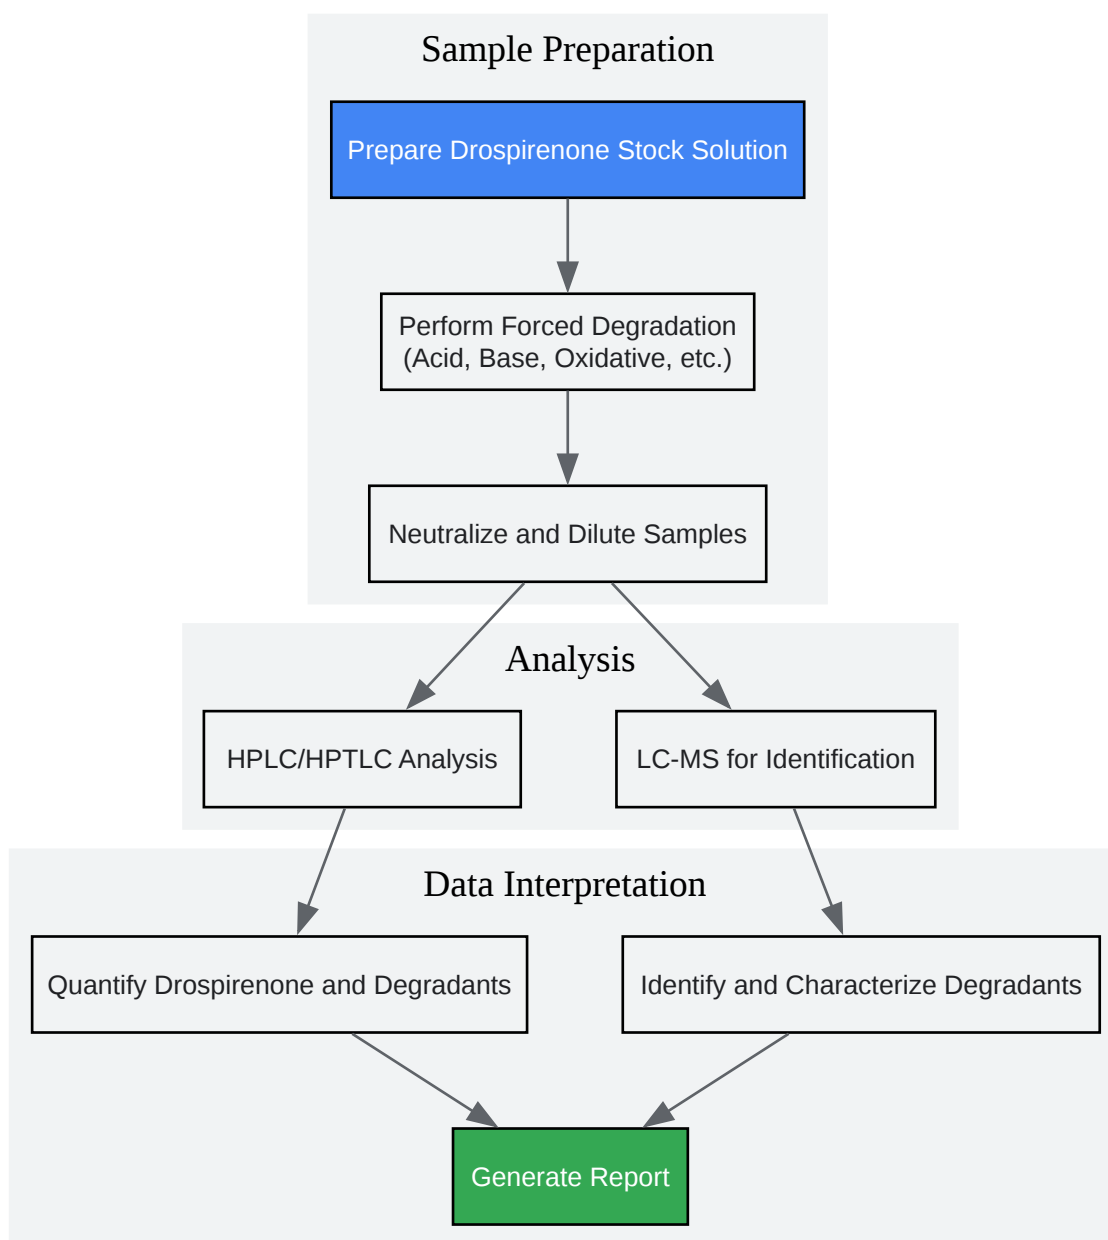 Sample Preparation
Prepare Drospirenone Stock Solution
Perform Forced Degradation
(Acid, Base, Oxidative, etc.)
Neutralize and Dilute Samples
Analysis
HPLC/HPTLC Analysis
LC-MS for Identification
Data Interpretation
Quantify Drospirenone and Degradants
Identify and Characterize Degradants
Generate Report